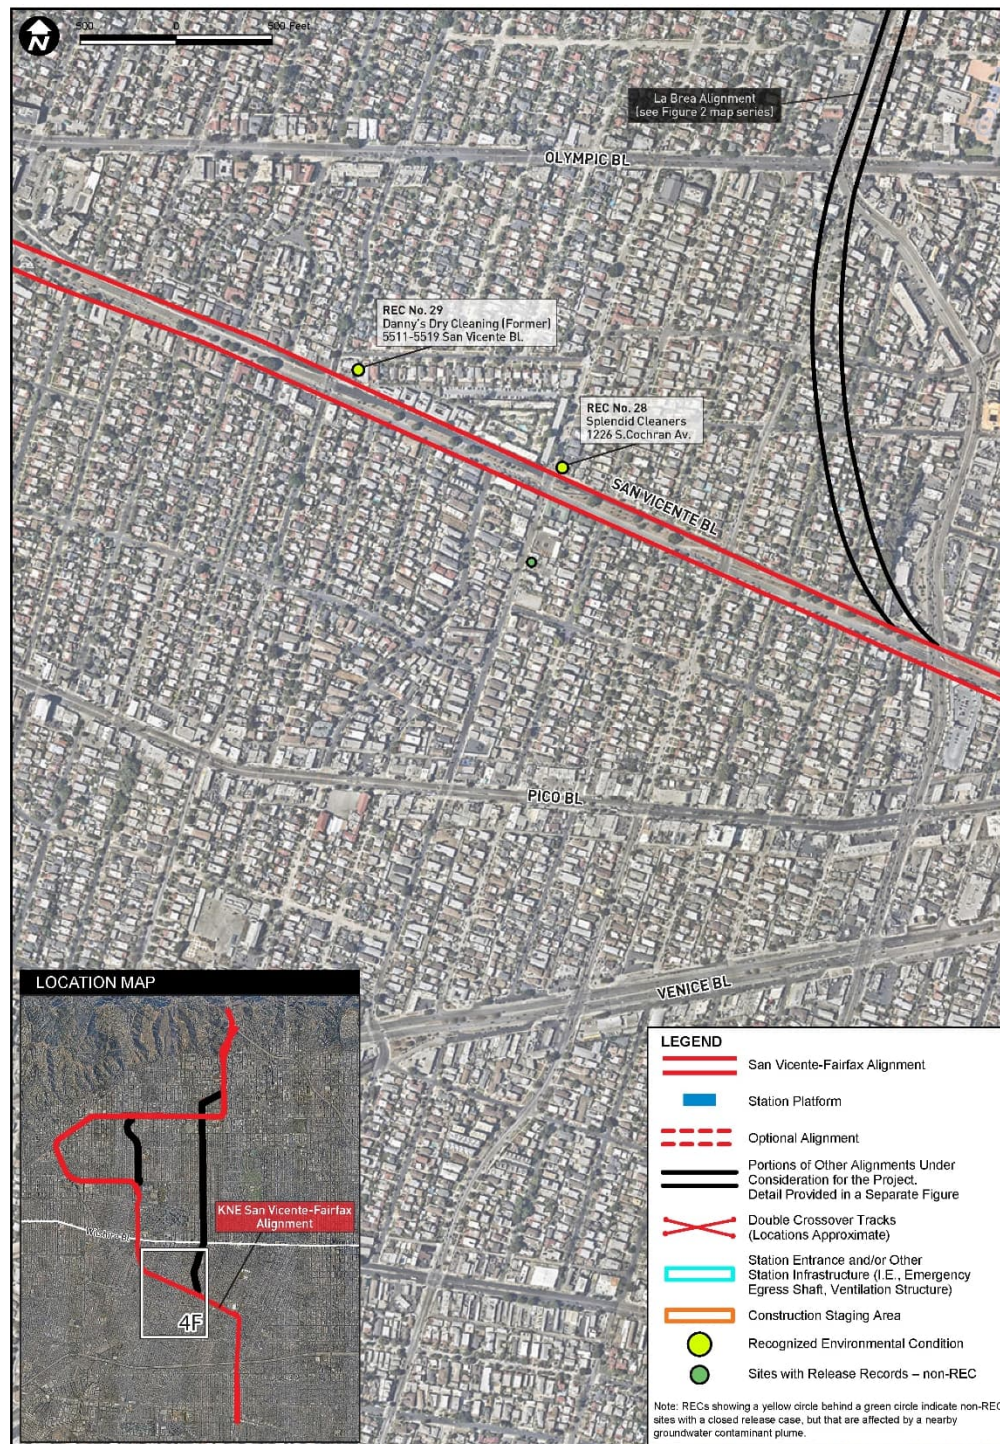 500 0 500 Feet
N
La Brea Alignment
(see Figure 2 map series)
OLYMPIC BL
REC No. 29
Danny's Dry Cleaning (Former)
5511-5519 San Vicente Bl.
REC No. 28
Splendid Cleaners
1226 S.Cochran Av.
SAN VICENTE BL
PICO BL
VENICE BL
LOCATION MAP
Wilshire Bl
KNE San Vicente-Fairfax
Alignment
4F
LEGEND
San Vicente-Fairfax Alignment
Station Platform
Optional Alignment
Portions of Other Alignments Under
Consideration for the Project.
Detail Provided in a Separate Figure
Double Crossover Tracks
(Locations Approximate)
Station Entrance and/or Other
Station Infrastructure (I.E., Emergency
Egress Shaft, Ventilation Structure)
Construction Staging Area
Recognized Environmental Condition
Sites with Release Records – non-REC
Note: RECs showing a yellow circle behind a green circle indicate non-REC
sites with a closed release case, but that are affected by a nearby
groundwater contaminant plume.